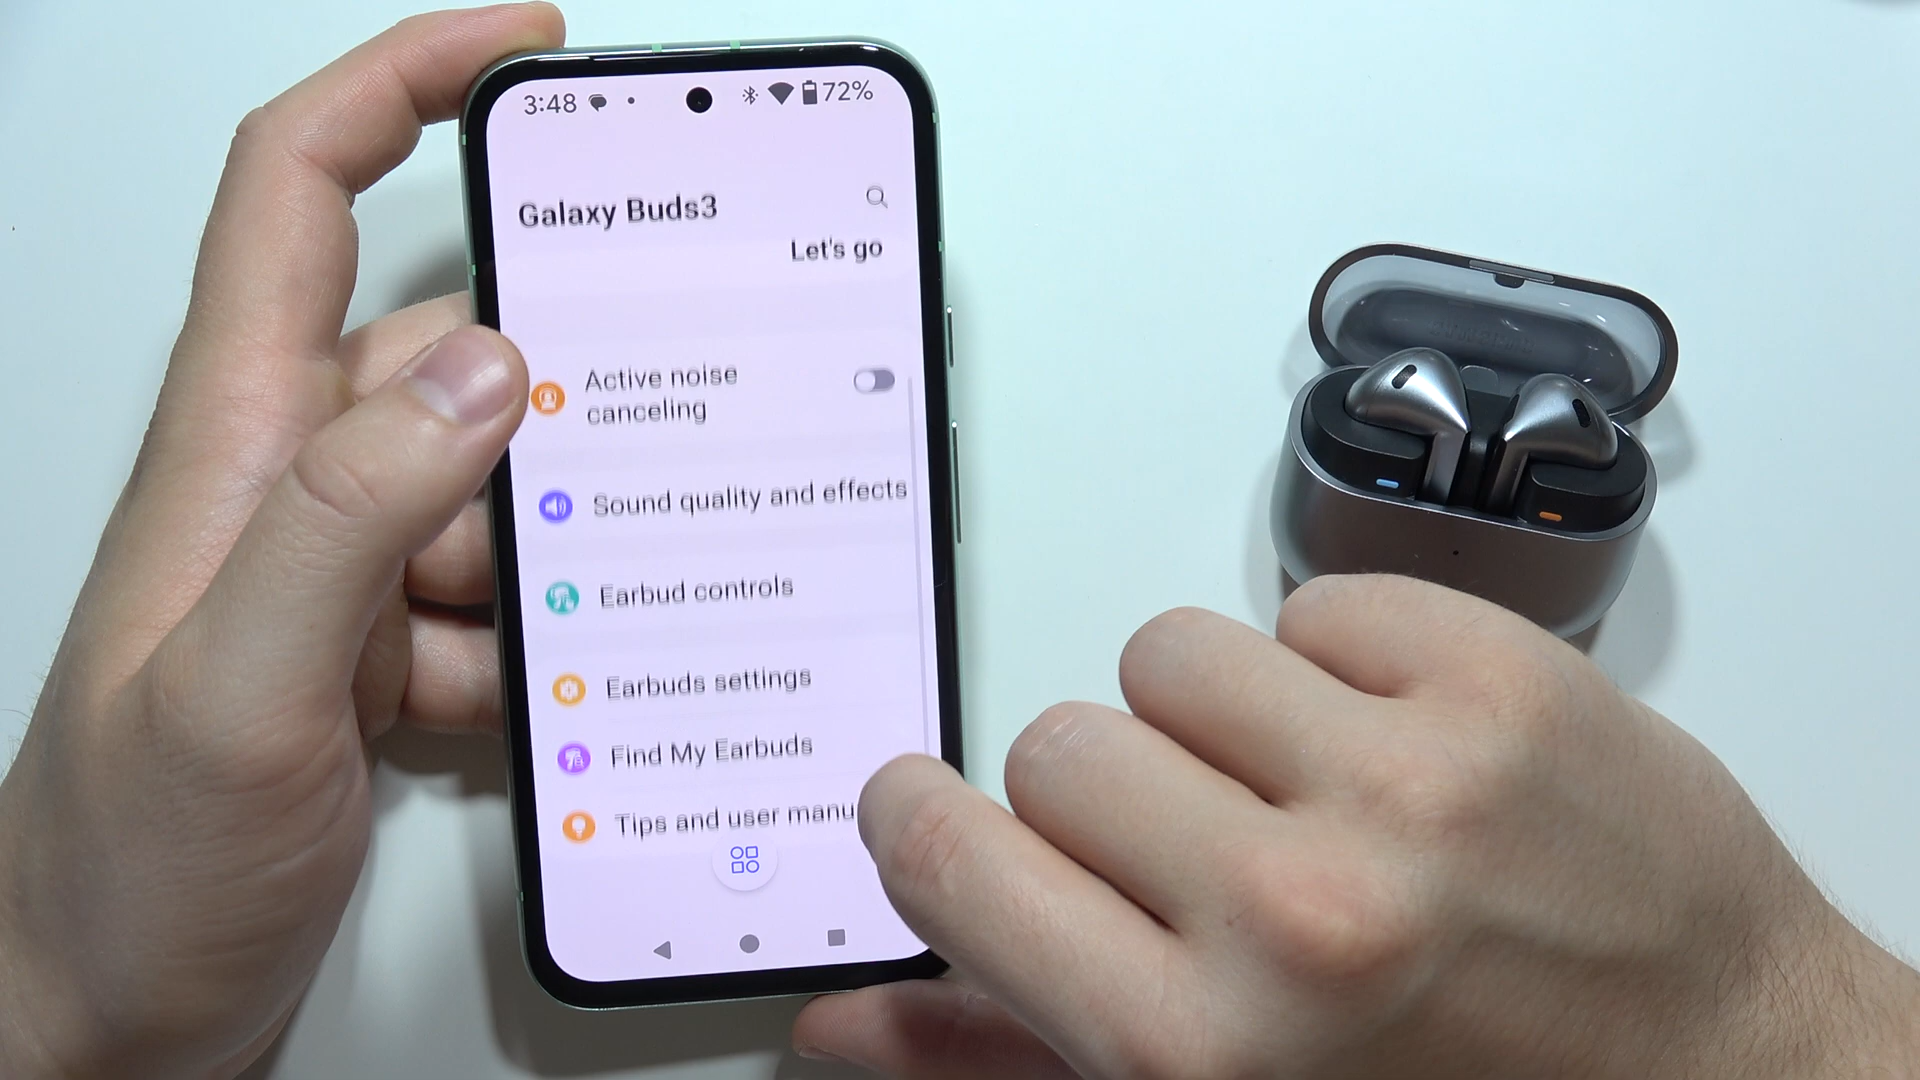 3:48 72%
Galaxy Buds3
Let's go
Active noise
canceling
Sound quality and effects
Earbud controls
Earbuds settings
Find My Earbuds
Tips and user manu